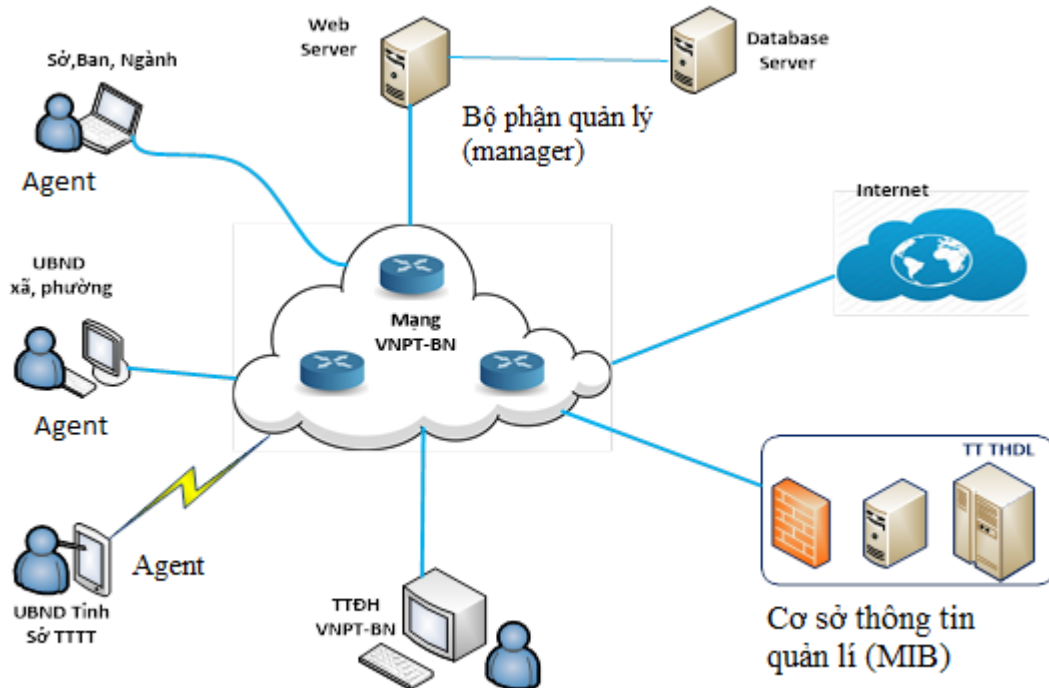 Web
Server
Database
Server
Sở,Ban, Ngành
Bộ phận quản lý
(manager)
Agent
Internet
UBND
xã, phường
Mạng
VNPT-BN
Agent
TT THDL
Agent
UBND Tỉnh
Sở TTTT
TTĐH
VNPT-BN
Cơ sở thông tin
quản lí (MIB)